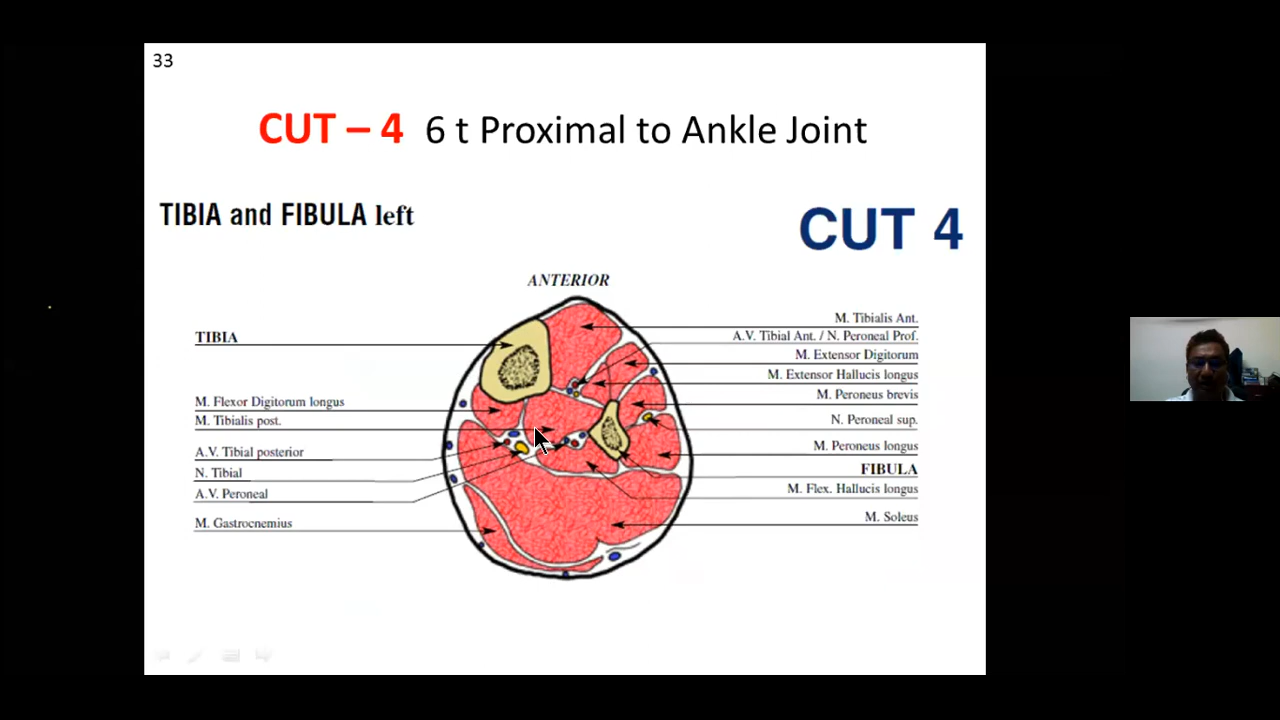 33
CUT – 4 6 t Proximal to Ankle Joint
TIBIA and FIBULA left
CUT 4
ANTERIOR
TIBIA
M. Flexor Digitorum longus
M. Tibialis post.
A.V. Tibial posterior
N. Tibial
A.V. Peroneal
M. Gastrocnemius
M. Tibialis Ant.
A.V. Tibial Ant. / N. Peroneal Prof.
M. Extensor Digitorum
M. Extensor Hallucis longus
M. Peroneus brevis
N. Peroneal sup.
M. Peroneus longus
FIBULA
M. Flex. Hallucis longus
M. Soleus